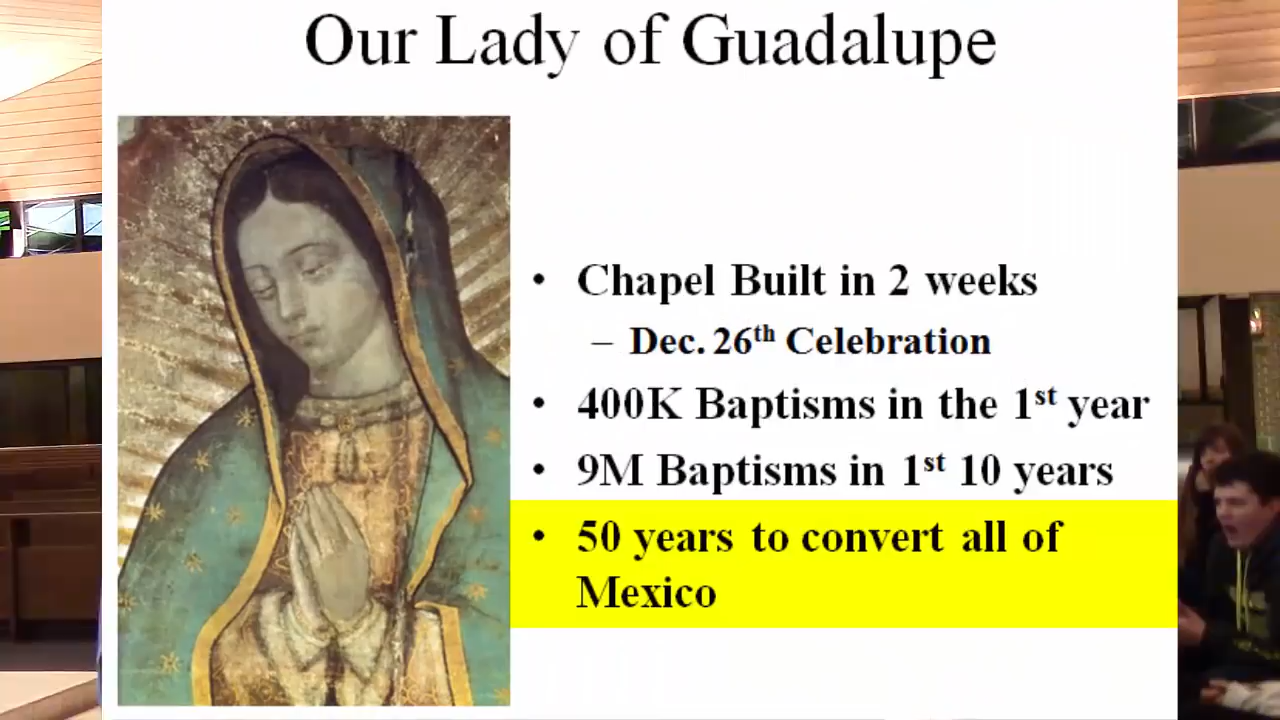 Our Lady of Guadalupe
• Chapel Built in 2 weeks
– Dec. 26th Celebration
• 400K Baptisms in the 1st year
• 9M Baptisms in 1st 10 years
• 50 years to convert all of
Mexico